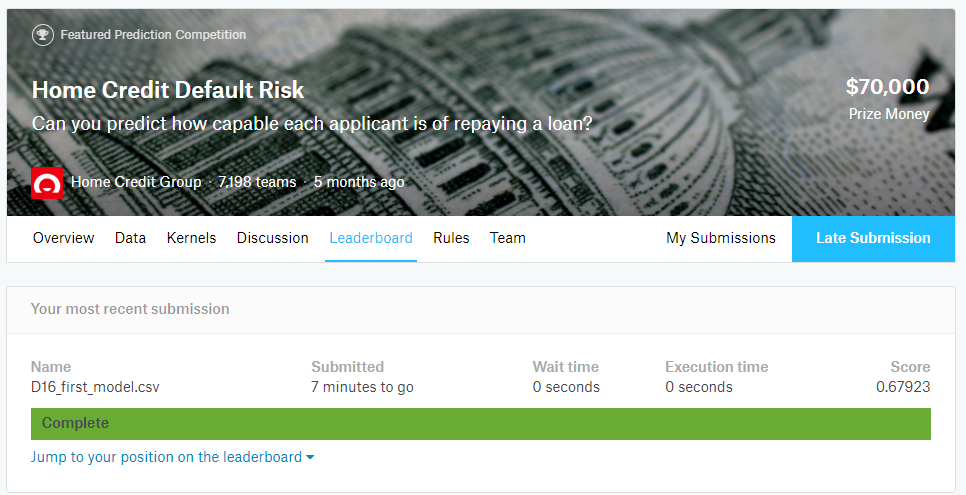 Featured Prediction Competition
Home Credit Default Risk
$70,000
Can you predict how capable each applicant is of repaying a loan?
Prize Money
Home Credit Group · 7,198 teams · 5 months ago
Overview Data Kernels Discussion Leaderboard Rules Team My Submissions Late Submission
Your most recent submission
Name Submitted Wait time Execution time Score
D16_first_model.csv 7 minutes to go 0 seconds 0 seconds 0.67923
Complete
Jump to your position on the leaderboard